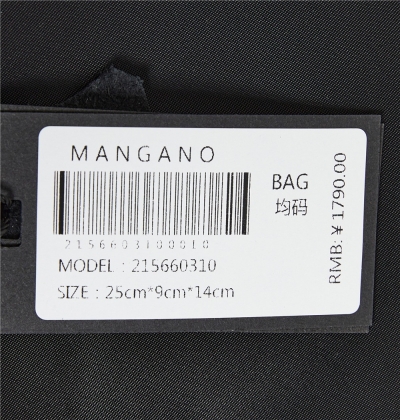 MANGANO
2156603100010
MODEL : 215660310
SIZE : 25cm*9cm*14cm
BAG
均码
RMB: ¥ 1790.00